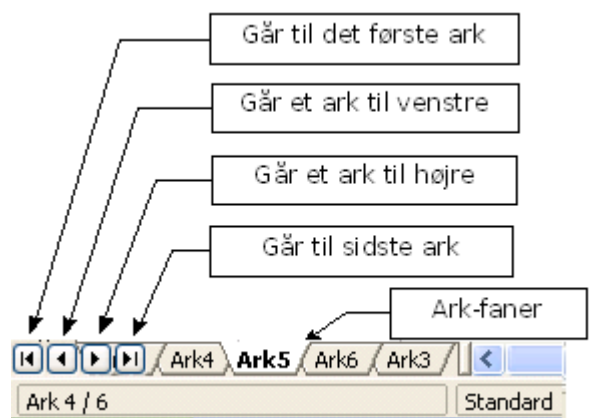 Går til det første ark
Går et ark til venstre
Går et ark til højre
Går til sidste ark
Ark-faner
Ark4 Ark5 Ark6 Ark3
Ark 4 / 6 Standard